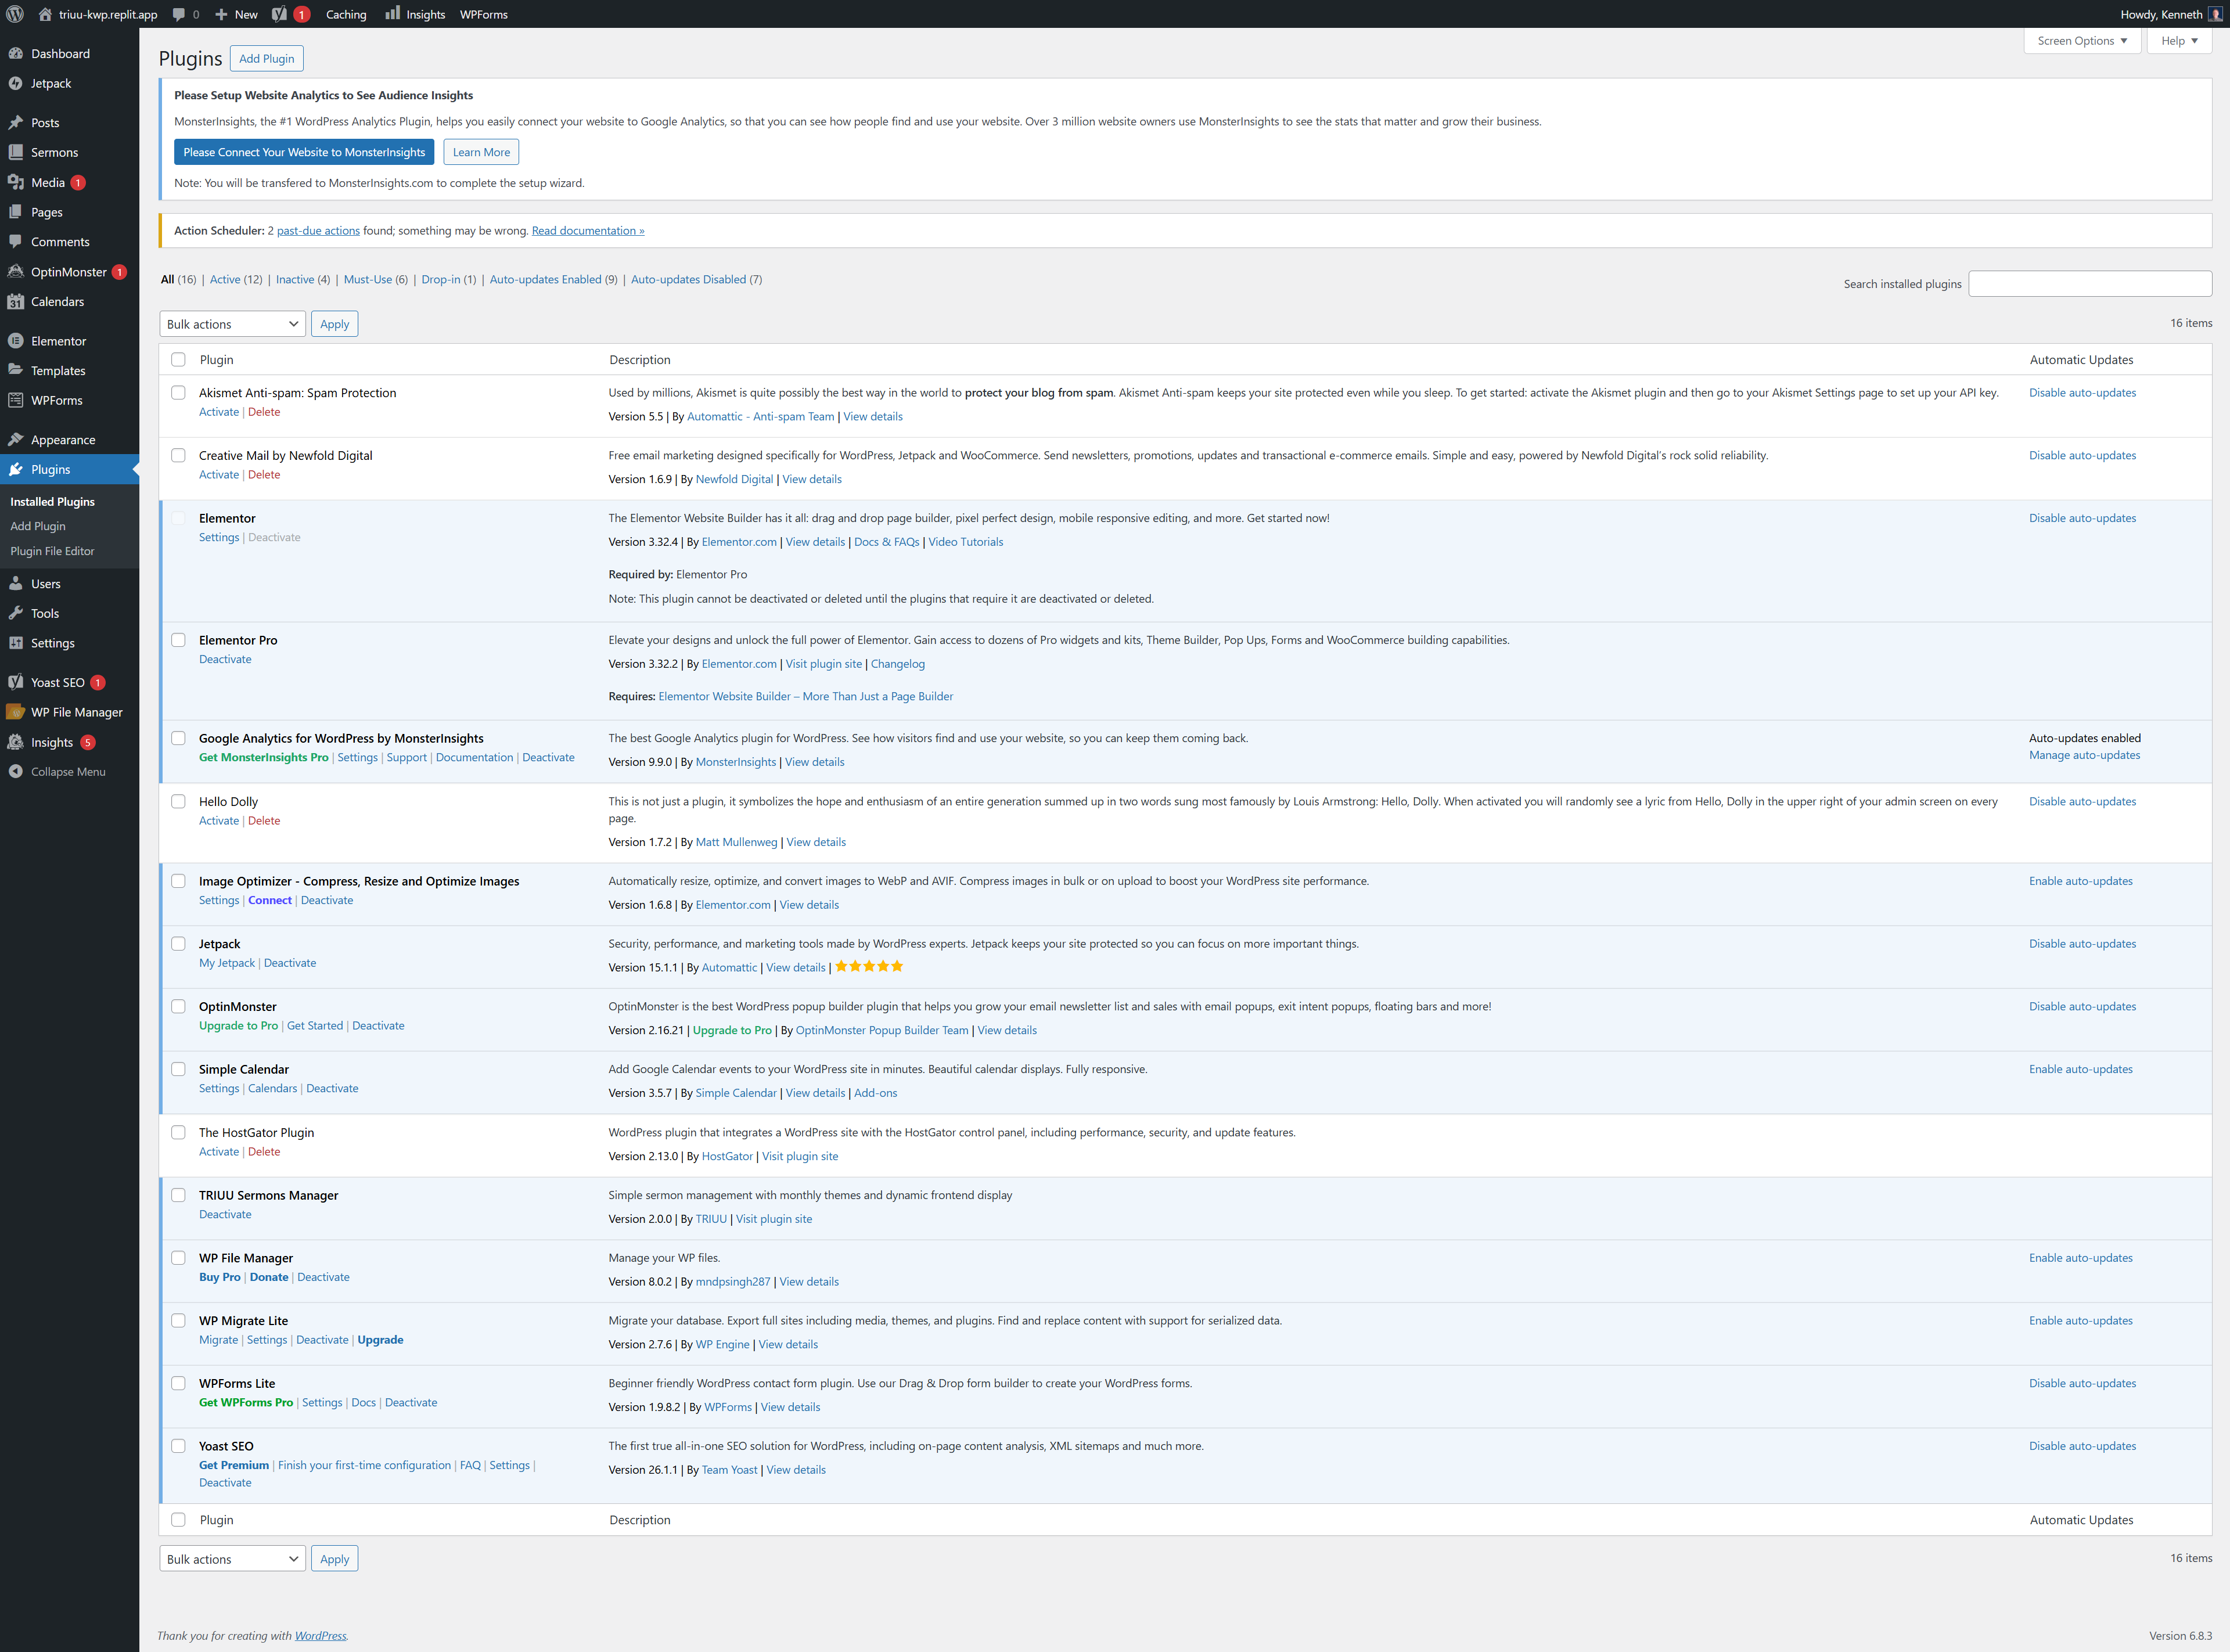 triuu-kwp.replit.app 0 New 1 Caching Insights WPForms Howdy, Kenneth
Dashboard
Jetpack
Posts
Sermons
Media 1
Pages
Comments
OptinMonster 1
31 Calendars
Elementor
Templates
WPForms
Appearance
Plugins
Installed Plugins
Add Plugin
Plugin File Editor
Users
Tools
Settings
Yoast SEO 1
WP File Manager
Insights 5
Collapse Menu
Screen Options ▼ Help ▼
Plugins Add Plugin
Please Setup Website Analytics to See Audience Insights
MonsterInsights, the #1 WordPress Analytics Plugin, helps you easily connect your website to Google Analytics, so that you can see how people find and use your website. Over 3 million website owners use MonsterInsights to see the stats that matter and grow their business.
Please Connect Your Website to MonsterInsights Learn More
Note: You will be transfered to MonsterInsights.com to complete the setup wizard.
Action Scheduler: 2 past-due actions found; something may be wrong. Read documentation »
All (16) | Active (12) | Inactive (4) | Must-Use (6) | Drop-in (1) | Auto-updates Enabled (9) | Auto-updates Disabled (7)
Search installed plugins
Bulk actions Apply 16 items
Plugin Description Automatic Updates
Akismet Anti-spam: Spam Protection
Activate | Delete
Used by millions, Akismet is quite possibly the best way in the world to protect your blog from spam. Akismet Anti-spam keeps your site protected even while you sleep. To get started: activate the Akismet plugin and then go to your Akismet Settings page to set up your API key.
Version 5.5 | By Automattic - Anti-spam Team | View details
Disable auto-updates
Creative Mail by Newfold Digital
Activate | Delete
Free email marketing designed specifically for WordPress, Jetpack and WooCommerce. Send newsletters, promotions, updates and transactional e-commerce emails. Simple and easy, powered by Newfold Digital's rock solid reliability.
Version 1.6.9 | By Newfold Digital | View details
Disable auto-updates
Elementor
Settings | Deactivate
The Elementor Website Builder has it all: drag and drop page builder, pixel perfect design, mobile responsive editing, and more. Get started now!
Version 3.32.4 | By Elementor.com | View details | Docs & FAQs | Video Tutorials
Required by: Elementor Pro
Note: This plugin cannot be deactivated or deleted until the plugins that require it are deactivated or deleted.
Disable auto-updates
Elementor Pro
Deactivate
Elevate your designs and unlock the full power of Elementor. Gain access to dozens of Pro widgets and kits, Theme Builder, Pop Ups, Forms and WooCommerce building capabilities.
Version 3.32.2 | By Elementor.com | Visit plugin site | Changelog
Requires: Elementor Website Builder – More Than Just a Page Builder
Google Analytics for WordPress by MonsterInsights
Get MonsterInsights Pro | Settings | Support | Documentation | Deactivate
The best Google Analytics plugin for WordPress. See how visitors find and use your website, so you can keep them coming back.
Version 9.9.0 | By MonsterInsights | View details
Auto-updates enabled
Manage auto-updates
Hello Dolly
Activate | Delete
This is not just a plugin, it symbolizes the hope and enthusiasm of an entire generation summed up in two words sung most famously by Louis Armstrong: Hello, Dolly. When activated you will randomly see a lyric from Hello, Dolly in the upper right of your admin screen on every
page.
Version 1.7.2 | By Matt Mullenweg | View details
Disable auto-updates
Image Optimizer - Compress, Resize and Optimize Images
Settings | Connect | Deactivate
Automatically resize, optimize, and convert images to WebP and AVIF. Compress images in bulk or on upload to boost your WordPress site performance.
Version 1.6.8 | By Elementor.com | View details
Enable auto-updates
Jetpack
My Jetpack | Deactivate
Security, performance, and marketing tools made by WordPress experts. Jetpack keeps your site protected so you can focus on more important things.
Version 15.1.1 | By Automattic | View details | ★★★★★
Disable auto-updates
OptinMonster
Upgrade to Pro | Get Started | Deactivate
OptinMonster is the best WordPress popup builder plugin that helps you grow your email newsletter list and sales with email popups, exit intent popups, floating bars and more!
Version 2.16.21 | Upgrade to Pro | By OptinMonster Popup Builder Team | View details
Disable auto-updates
Simple Calendar
Settings | Calendars | Deactivate
Add Google Calendar events to your WordPress site in minutes. Beautiful calendar displays. Fully responsive.
Version 3.5.7 | By Simple Calendar | View details | Add-ons
Enable auto-updates
The HostGator Plugin
Activate | Delete
WordPress plugin that integrates a WordPress site with the HostGator control panel, including performance, security, and update features.
Version 2.13.0 | By HostGator | Visit plugin site
TRIUU Sermons Manager
Deactivate
Simple sermon management with monthly themes and dynamic frontend display
Version 2.0.0 | By TRIUU | Visit plugin site
WP File Manager
Buy Pro | Donate | Deactivate
Manage your WP files.
Version 8.0.2 | By mndpsingh287 | View details
Enable auto-updates
WP Migrate Lite
Migrate | Settings | Deactivate | Upgrade
Migrate your database. Export full sites including media, themes, and plugins. Find and replace content with support for serialized data.
Version 2.7.6 | By WP Engine | View details
Enable auto-updates
WPForms Lite
Get WPForms Pro | Settings | Docs | Deactivate
Beginner friendly WordPress contact form plugin. Use our Drag & Drop form builder to create your WordPress forms.
Version 1.9.8.2 | By WPForms | View details
Disable auto-updates
Yoast SEO
Get Premium | Finish your first-time configuration | FAQ | Settings |
Deactivate
The first true all-in-one SEO solution for WordPress, including on-page content analysis, XML sitemaps and much more.
Version 26.1.1 | By Team Yoast | View details
Disable auto-updates
Plugin Description Automatic Updates
Bulk actions Apply 16 items
Thank you for creating with WordPress. Version 6.8.3